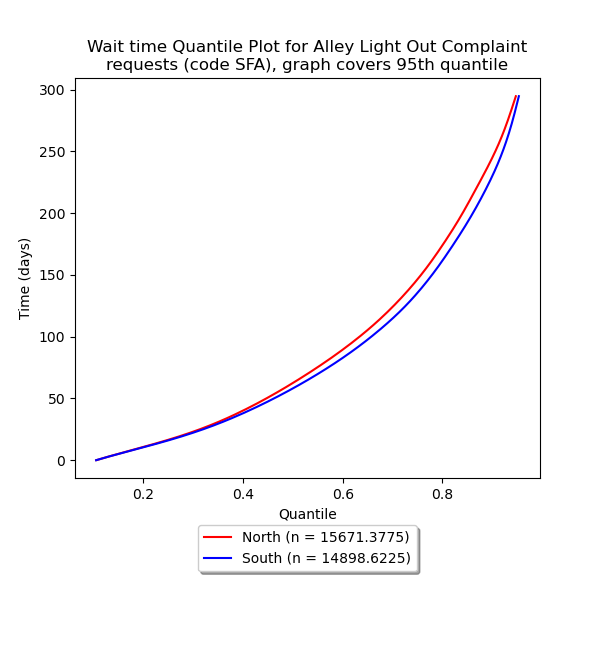 Wait time Quantile Plot for Alley Light Out Complaint
requests (code SFA), graph covers 95th quantile
300
250
200
150
100
50
0
Time (days)
0.2 0.4 0.6 0.8
Quantile
North (n = 15671.3775)
South (n = 14898.6225)